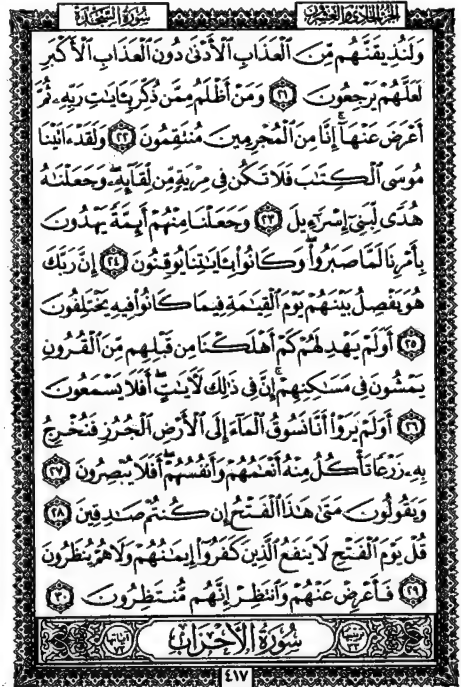 الجزء الحادي والعشرون
سورة السجدة
وَلَنُذِيقَنَّهُم مِّنَ ٱلْعَذَابِ ٱلْأَدْنَىٰ دُونَ ٱلْعَذَابِ ٱلْأَكْبَرِ
لَعَلَّهُمْ يَرْجِعُونَ ٢١ وَمَنْ أَظْلَمُ مِمَّن ذُكِّرَ بِـَٔايَٰتِ رَبِّهِۦ ثُمَّ
أَعْرَضَ عَنْهَآ ۚ إِنَّا مِنَ ٱلْمُجْرِمِينَ مُنتَقِمُونَ ٢٢ وَلَقَدْ ءَاتَيْنَا
مُوسَى ٱلْكِتَٰبَ فَلَا تَكُن فِى مِرْيَةٍ مِّن لِّقَآئِهِۦ ۖ وَجَعَلْنَٰهُ
هُدًى لِّبَنِىٓ إِسْرَٰٓءِيلَ ٢٣ وَجَعَلْنَا مِنْهُمْ أَئِمَّةً يَهْدُونَ
بِأَمْرِنَا لَمَّا صَبَرُوا۟ ۖ وَكَانُوا۟ بِـَٔايَٰتِنَا يُوقِنُونَ ٢٤ إِنَّ رَبَّكَ
هُوَ يَفْصِلُ بَيْنَهُمْ يَوْمَ ٱلْقِيَٰمَةِ فِيمَا كَانُوا۟ فِيهِ يَخْتَلِفُونَ
٢٥ أَوَلَمْ يَهْدِ لَهُمْ كَمْ أَهْلَكْنَا مِن قَبْلِهِم مِّنَ ٱلْقُرُونِ
يَمْشُونَ فِى مَسَٰكِنِهِمْ ۚ إِنَّ فِى ذَٰلِكَ لَـَٔايَٰتٍ ۖ أَفَلَا يَسْمَعُونَ
٢٦ أَوَلَمْ يَرَوْا۟ أَنَّا نَسُوقُ ٱلْمَآءَ إِلَى ٱلْأَرْضِ ٱلْجُرُزِ فَنُخْرِجُ
بِهِۦ زَرْعًا تَأْكُلُ مِنْهُ أَنْعَٰمُهُمْ وَأَنفُسُهُمْ ۖ أَفَلَا يُبْصِرُونَ ٢٧
وَيَقُولُونَ مَتَىٰ هَٰذَا ٱلْفَتْحُ إِن كُنتُمْ صَٰدِقِينَ ٢٨
قُلْ يَوْمَ ٱلْفَتْحِ لَا يَنفَعُ ٱلَّذِينَ كَفَرُوٓا۟ إِيمَٰنُهُمْ وَلَا هُمْ يُنظَرُونَ
٢٩ فَأَعْرِضْ عَنْهُمْ وَٱنتَظِرْ إِنَّهُم مُّنتَظِرُونَ ٣٠
ترتيبها ٣٣ سُورَةُ الأَحْزَابِ آياتها ٧٣
٤١٧